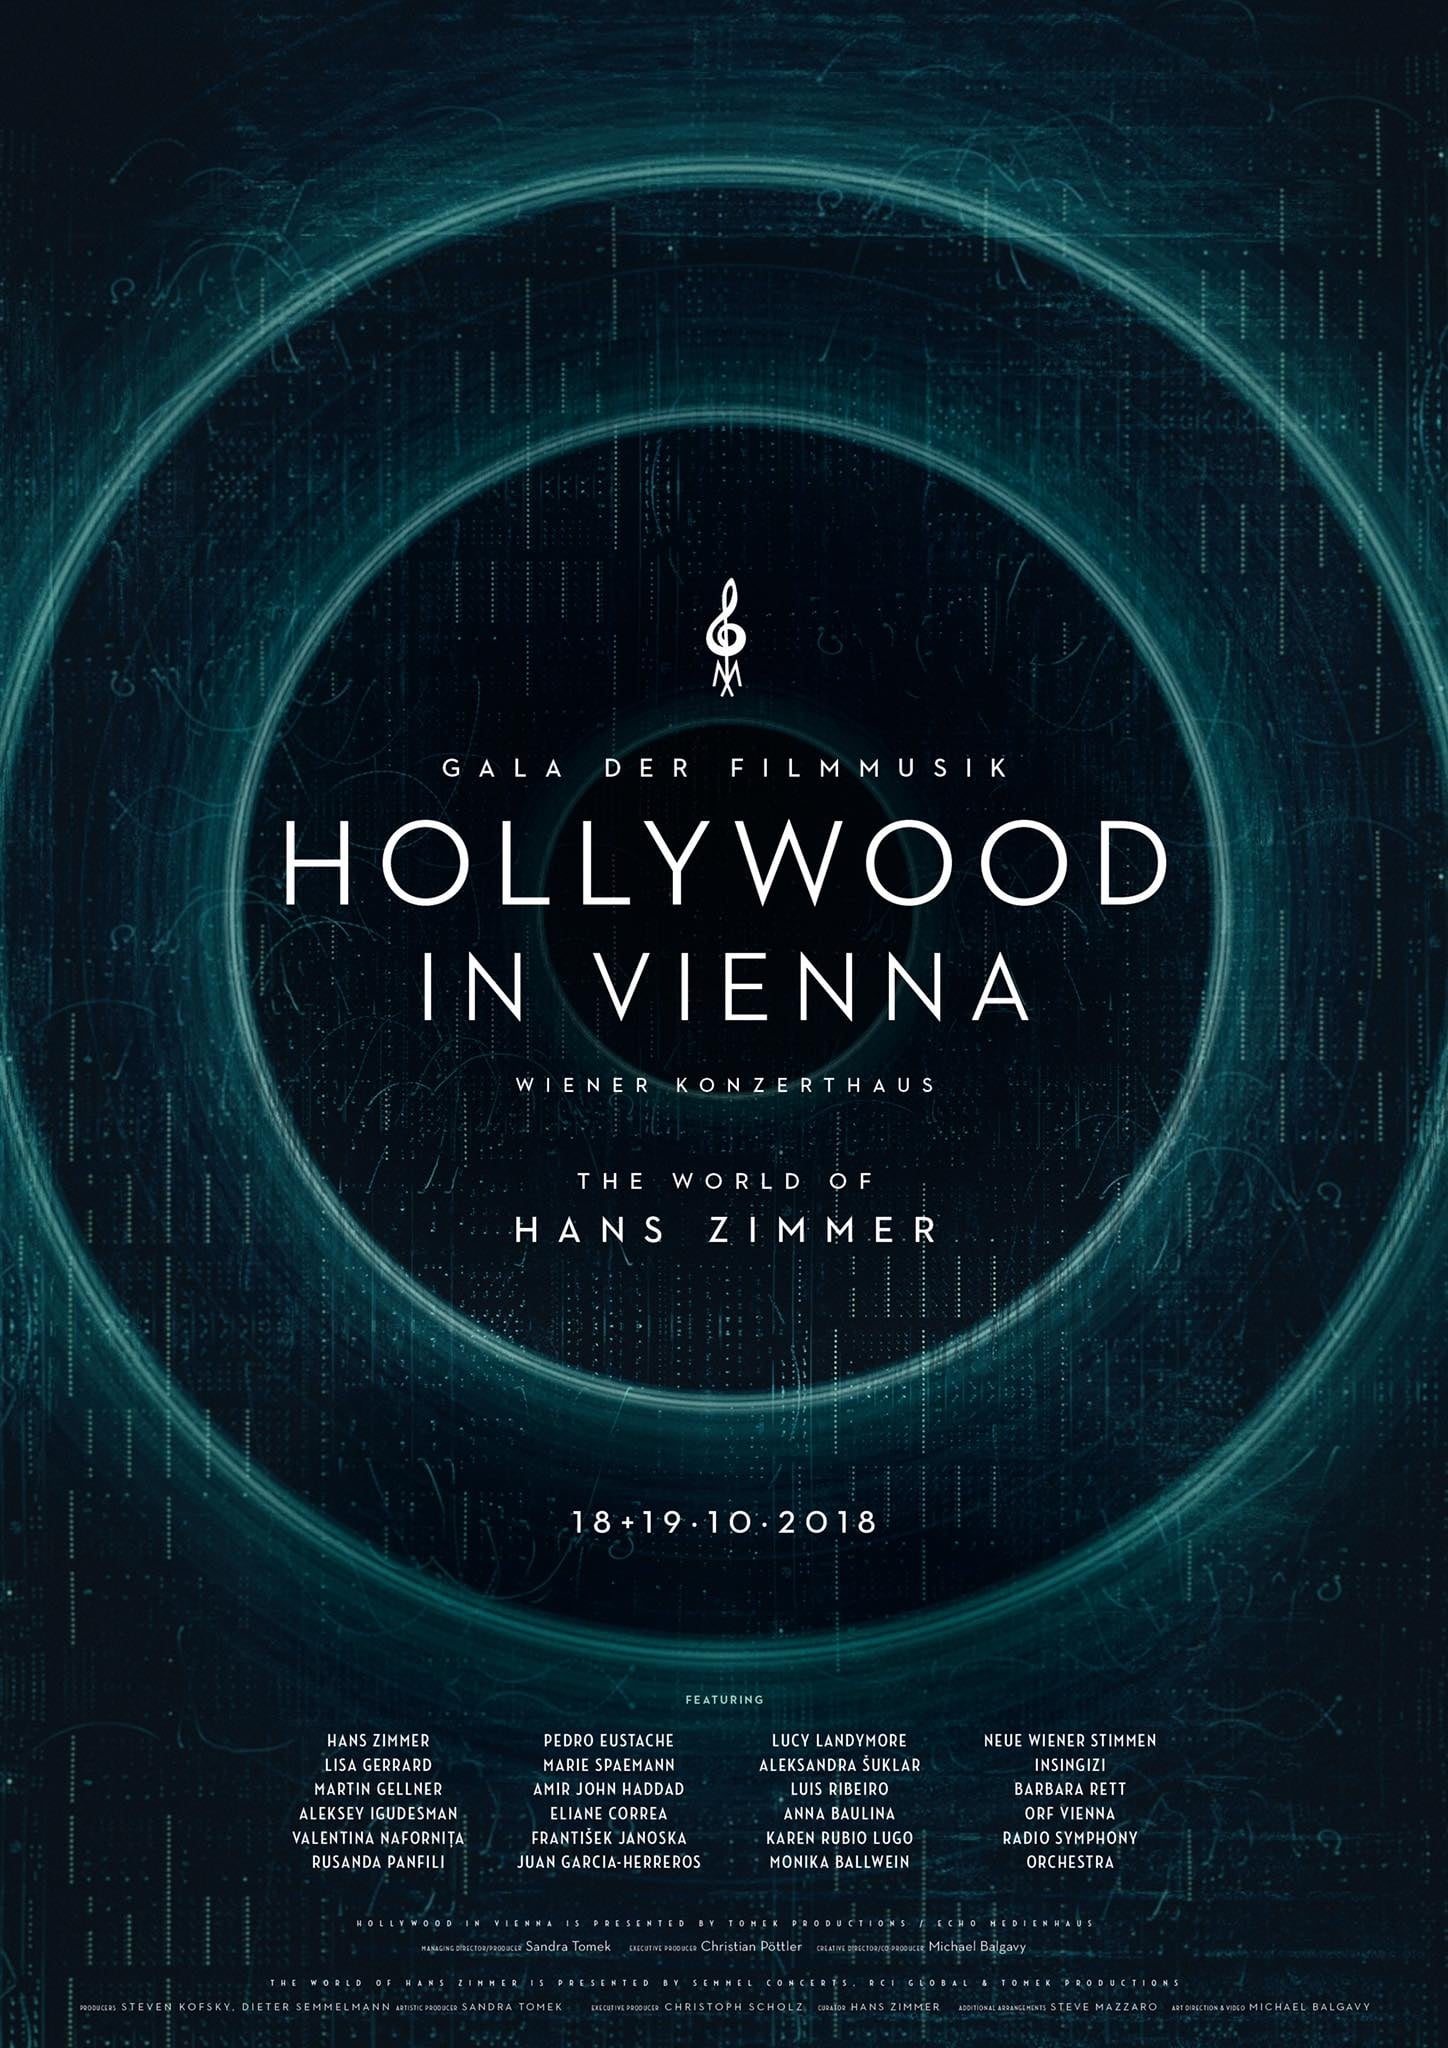 GALA DER FILMMUSIK
HOLLYWOOD
IN VIENNA
WIENER KONZERTHAUS
THE WORLD OF
HANS ZIMMER
18+19.10.2018
FEATURING
HANS ZIMMER
LISA GERRARD
MARTIN GELLNER
ALEKSEY IGUDESMAN
VALENTINA NAFORNIȚA
RUSANDA PANFILI
PEDRO EUSTACHE
MARIE SPAEMANN
AMIR JOHN HADDAD
ELIANE CORREA
FRANTIŠEK JANOSKA
JUAN GARCIA-HERREROS
LUCY LANDYMORE
ALEKSANDRA ŠUKLAR
LUIS RIBEIRO
ANNA BAULINA
KAREN RUBIO LUGO
MONIKA BALLWEIN
NEUE WIENER STIMMEN
INSINGIZI
BARBARA RETT
ORF VIENNA
RADIO SYMPHONY
ORCHESTRA
HOLLYWOOD IN VIENNA IS PRESENTED BY TOMEK PRODUCTIONS / ECHO MEDIENHAUS
MANAGING DIRECTOR/PRODUCER Sandra Tomek EXECUTIVE PRODUCER Christian Pöttler CREATIVE DIRECTOR/CO-PRODUCER Michael Balgavy
THE WORLD OF HANS ZIMMER IS PRESENTED BY SEMMEL CONCERTS, RCI GLOBAL & TOMEK PRODUCTIONS
PRODUCERS STEVEN KOFSKY, DIETER SEMMELMANN ARTISTIC PRODUCER SANDRA TOMEK EXECUTIVE PRODUCER CHRISTOPH SCHOLZ CURATOR HANS ZIMMER ADDITIONAL ARRANGEMENTS STEVE MAZZARO ART DIRECTION & VIDEO MICHAEL BALGAVY